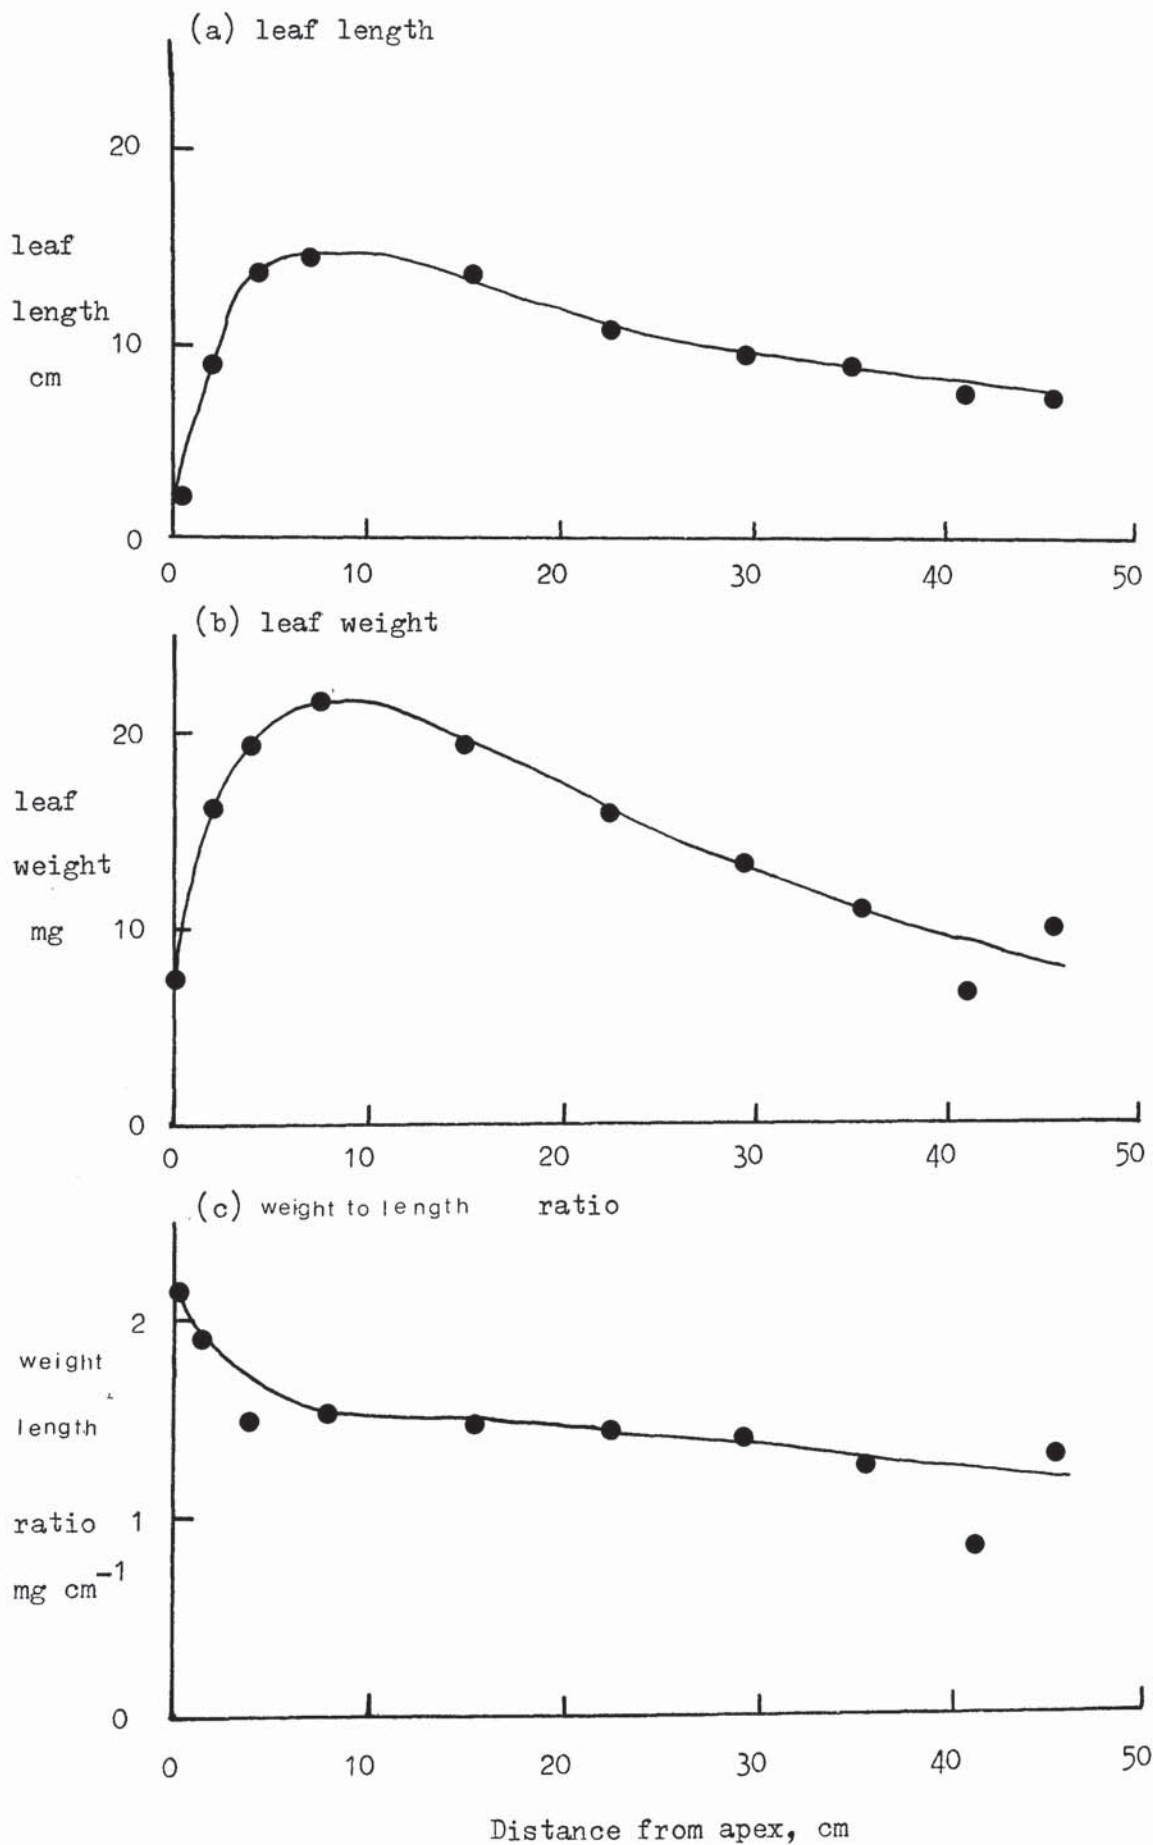 (a) leaf length
20
leaf
length
10
cm
0
0 10 20 30 40 50
(b) leaf weight
20
leaf
weight
10
mg
0
0 10 20 30 40 50
(c) weight to length ratio
2
weight
length
ratio 1
mg cm⁻¹
0
0 10 20 30 40 50
Distance from apex, cm